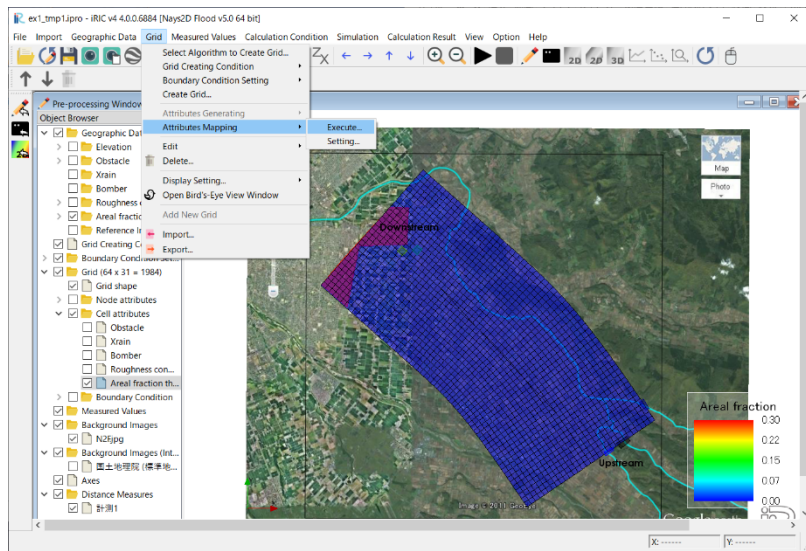 ex1_tmp1.ipro - iRIC v4 4.0.0.6884 [Nays2D Flood v5.0 64 bit]
File Import Geographic Data Grid Measured Values Calculation Condition Simulation Calculation Result View Option Help
Select Algorithm to Create Grid...
Grid Creating Condition
Boundary Condition Setting
Create Grid...
Attributes Generating
Attributes Mapping
Execute...
Setting...
Edit
Delete...
Display Setting...
Open Bird's-Eye View Window
Add New Grid
Import...
Export...
2D 2D 3D
Pre-processing Window
Object Browser
Geographic Dat
Elevation
Obstacle
Xrain
Bomber
Roughness c
Areal fractio
Reference I
Grid Creating C
Boundary Condition Set...
Grid (64 x 31 = 1984)
Grid shape
Node attributes
Cell attributes
Obstacle
Xrain
Bomber
Roughness con...
Areal fraction th...
Boundary Condition
Measured Values
Background Images
N2F.jpg
Background Images (Int...
国土地理院 (標準地...
Axes
Distance Measures
計測1
Map
Photo
Downstream
Upstream
Areal fraction
0.30
0.22
0.15
0.07
0.00
X: ------
Y: ------